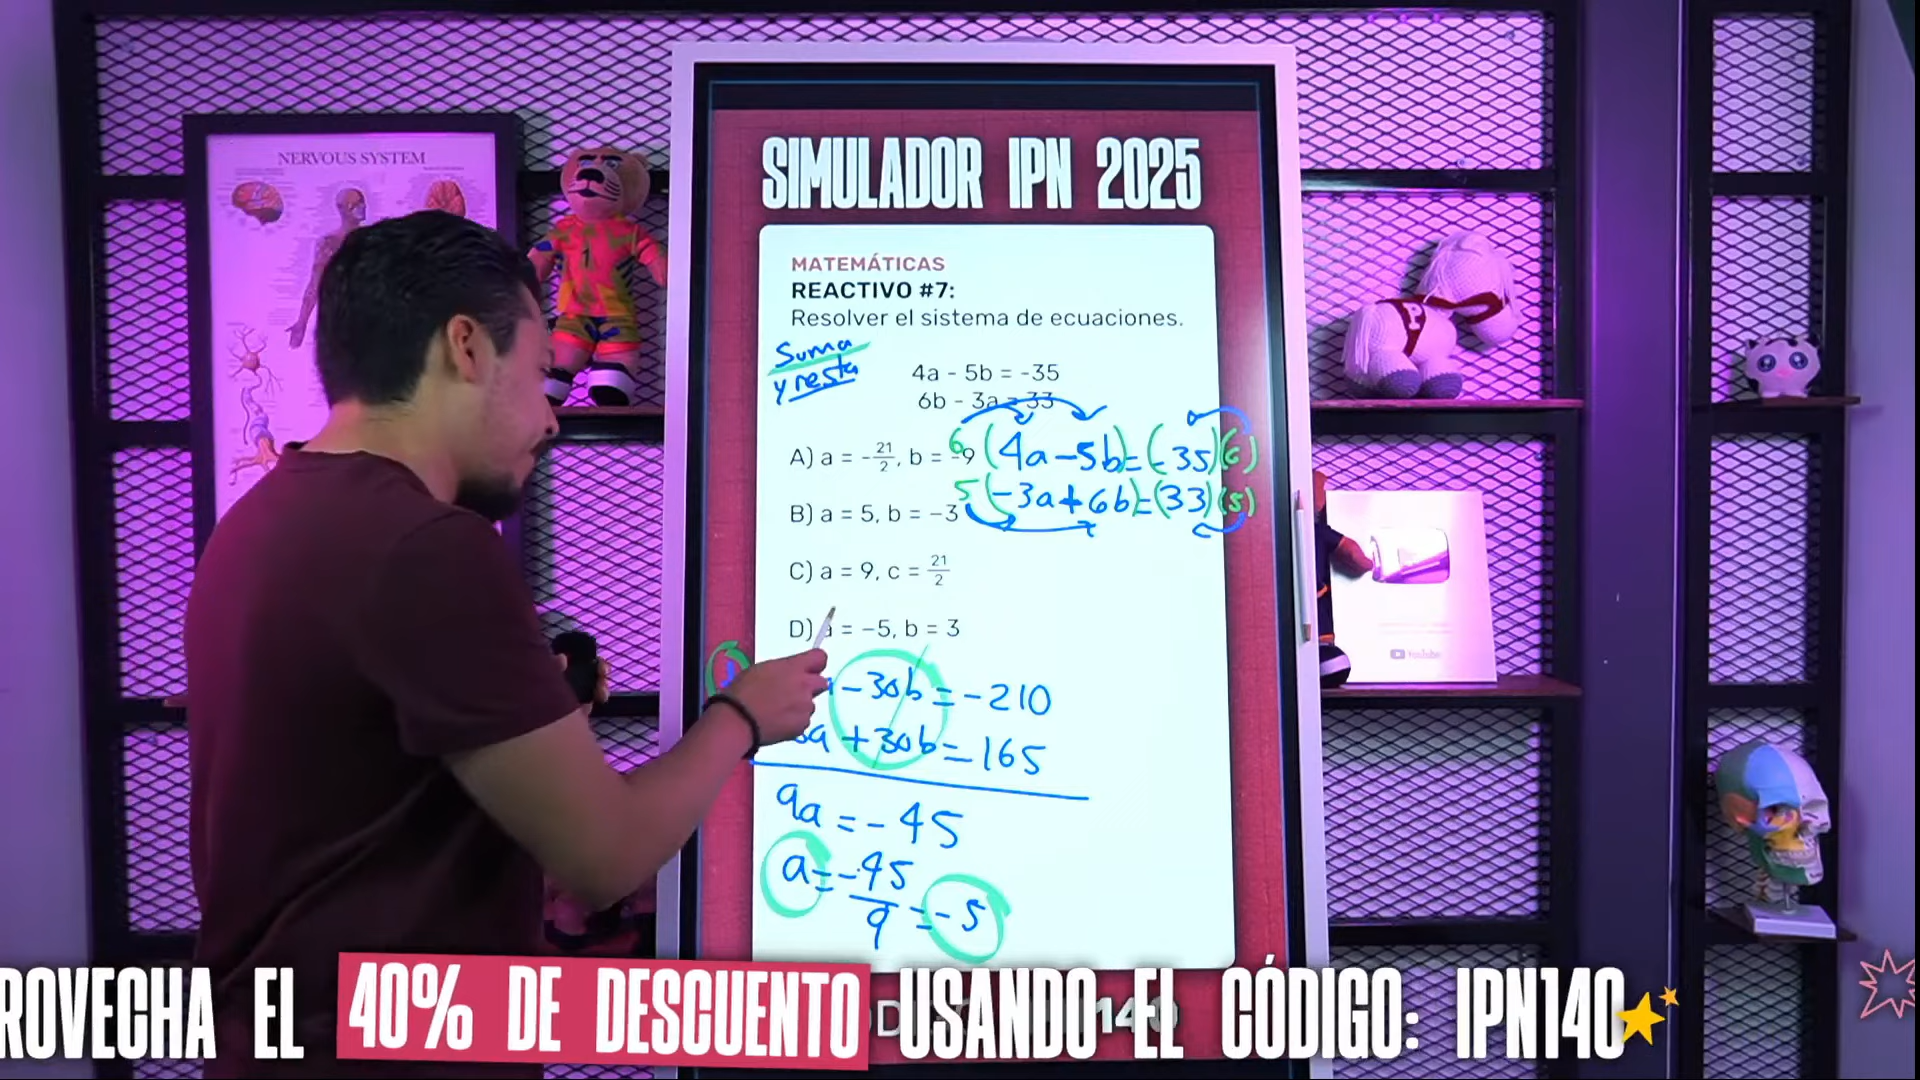 NERVOUS SYSTEM
SIMULADOR IPN 2025
MATEMÁTICAS
REACTIVO #7:
Resolver el sistema de ecuaciones.
Suma
y resta
4a - 5b = -35
6b - 3a = 33
6(4a-5b)=(-35)(6)
5(-3a+6b)=(33)(5)
A) a = -21/2, b = -9
B) a = 5, b = -3
C) a = 9, c = 21/2
D) a = -5, b = 3
-30b=-210
a+30b=165
9a=-45
a=-45/9=-5
P
YouTube
ROVECHA EL 40% DE DESCUENTO USANDO EL CÓDIGO: IPN140